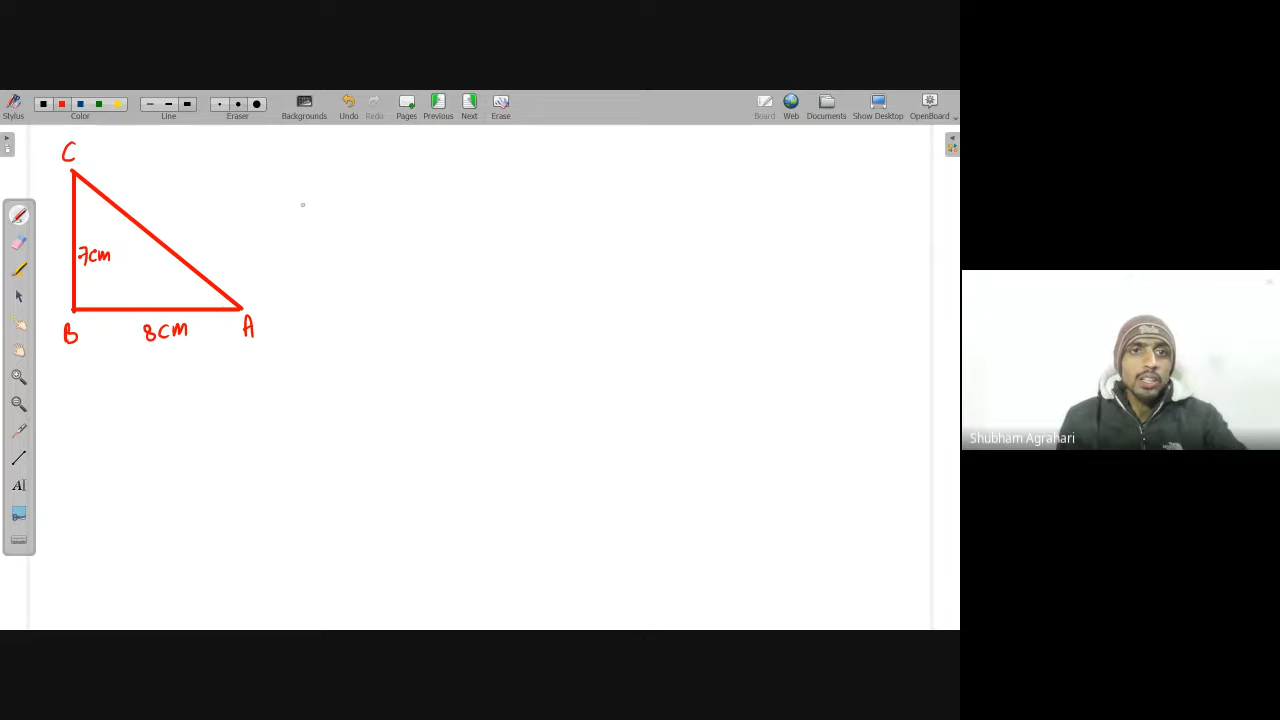 Stylus
Color
Line
Eraser
Backgrounds
Undo
Redo
Pages
Previous
Next
Erase
Board
Web
Documents
Show Desktop
OpenBoard
C
7cm
B
8cm
A
Shubham Agrahari